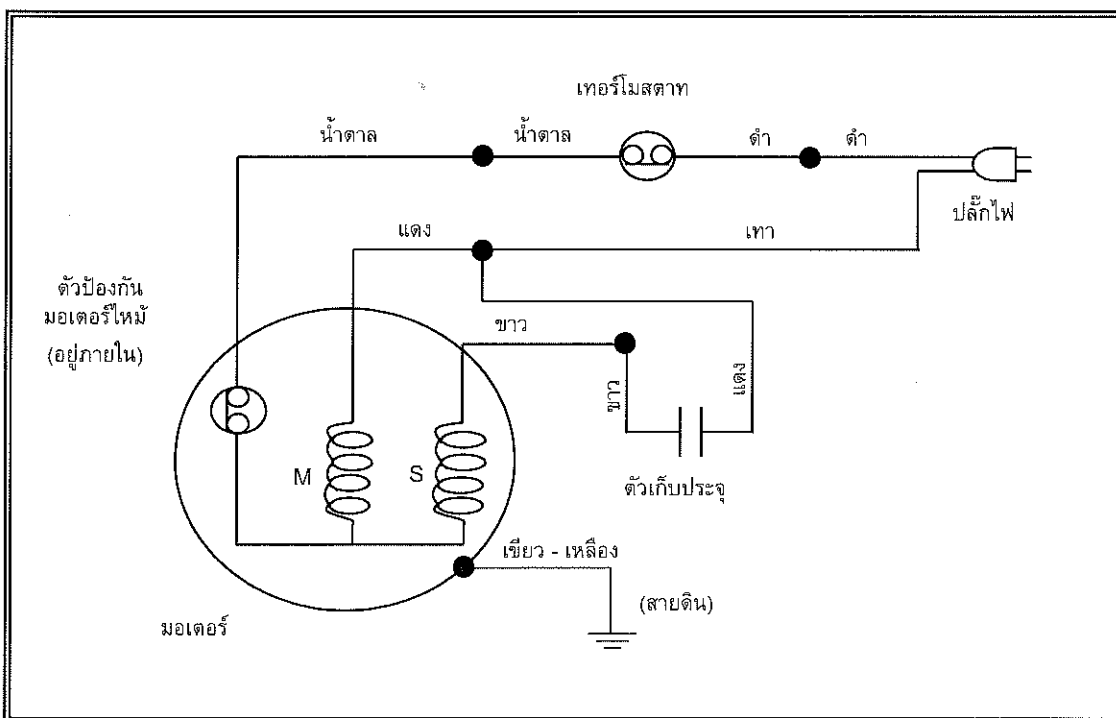 เทอร์โมสตาท
น้ำตาล
น้ำตาล
ดำ
ดำ
ปลั๊กไฟ
แดง
เทา
ตัวป้องกัน
มอเตอร์ไหม้
(อยู่ภายใน)
ขาว
ขาว
แดง
M
S
ตัวเก็บประจุ
เขียว - เหลือง
(สายดิน)
มอเตอร์